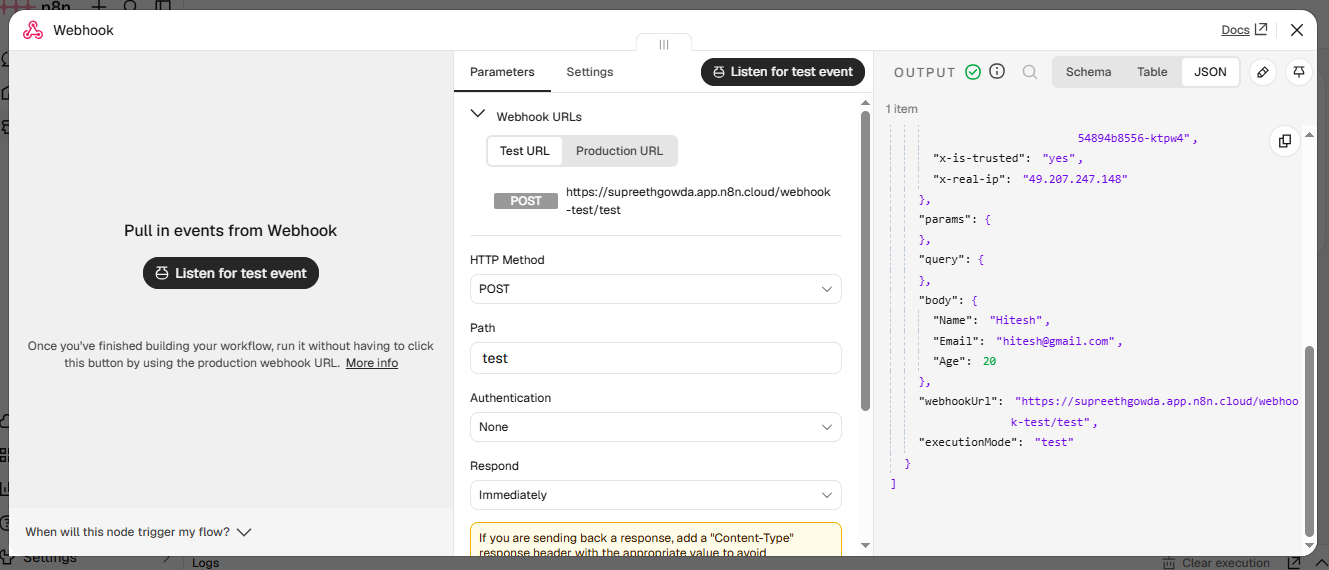 n8n
Webhook
Docs
Pull in events from Webhook
Listen for test event
Once you've finished building your workflow, run it without having to click
this button by using the production webhook URL. More info
When will this node trigger my flow?
Parameters
Settings
Listen for test event
Webhook URLs
Test URL
Production URL
POST
https://supreethgowda.app.n8n.cloud/webhook
-test/test
HTTP Method
POST
Path
test
Authentication
None
Respond
Immediately
If you are sending back a response, add a "Content-Type"
response header with the appropriate value to avoid
OUTPUT
Schema
Table
JSON
1 item
54894b8556-ktpw4",
"x-is-trusted": "yes",
"x-real-ip": "49.207.247.148"
},
"params": {
},
"query": {
},
"body": {
"Name": "Hitesh",
"Email": "hitesh@gmail.com",
"Age": 20
},
"webhookUrl": "https://supreethgowda.app.n8n.cloud/webhoo
k-test/test",
"executionMode": "test"
}
]
Settings
Logs
Clear execution